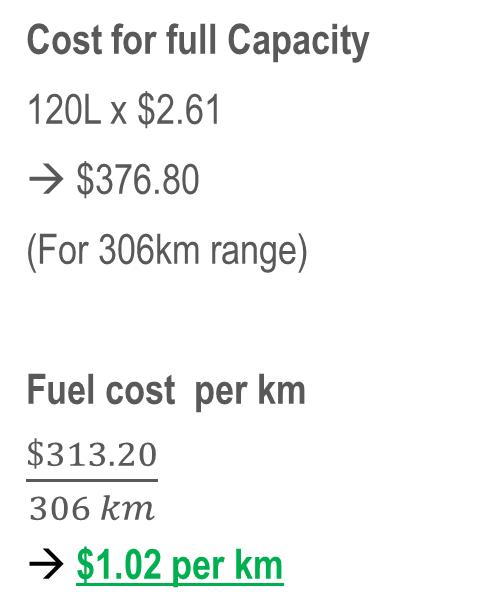 Cost for full Capacity
120L x $2.61
→ $376.80
(For 306km range)
Fuel cost  per km
$313.20
306 km
→ $1.02 per km